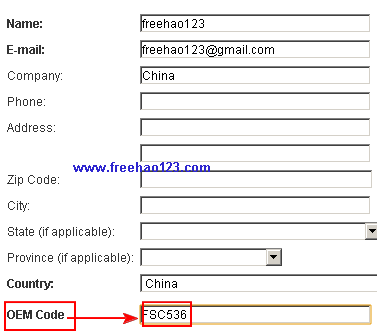 Name: freehao123
E-mail: freehao123@gmail.com
Company: China
Phone:
Address:
www.freehao123.com
Zip Code:
City:
State (if applicable):
Province (if applicable):
Country: China
OEM Code FSC536